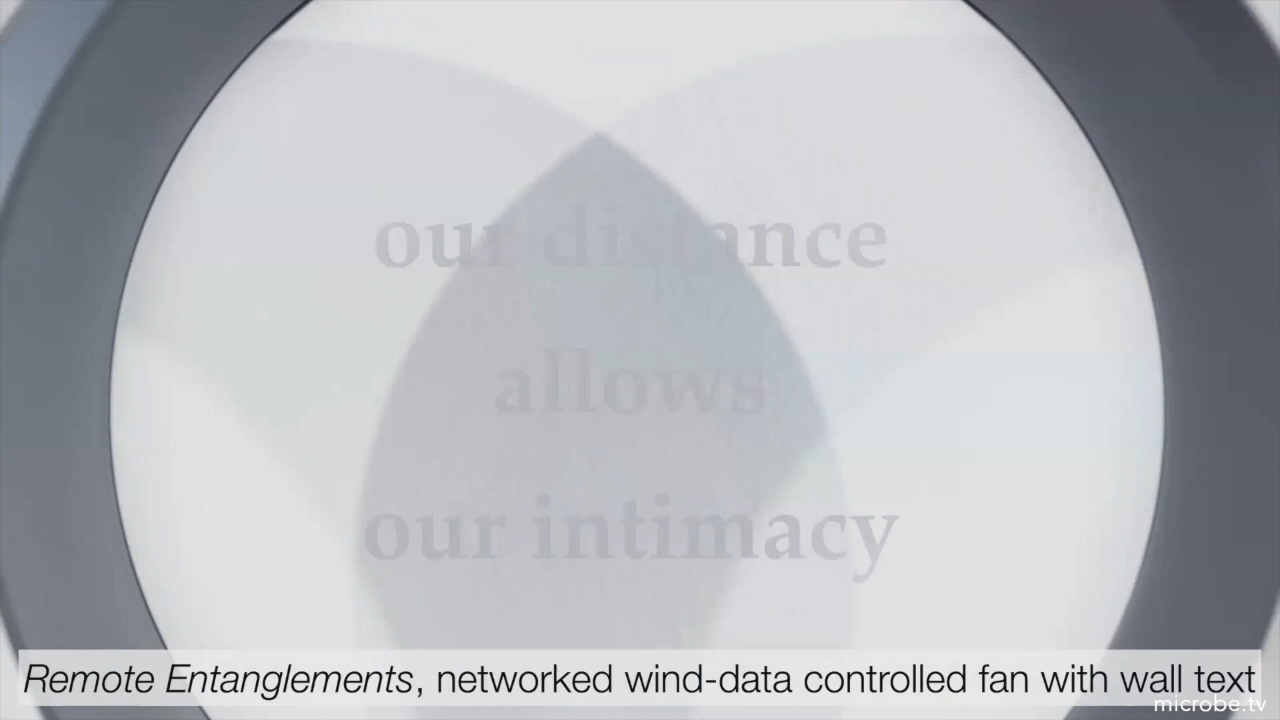 our distance
allows
our intimacy
Remote Entanglements, networked wind-data controlled fan with wall text
microbe.tv